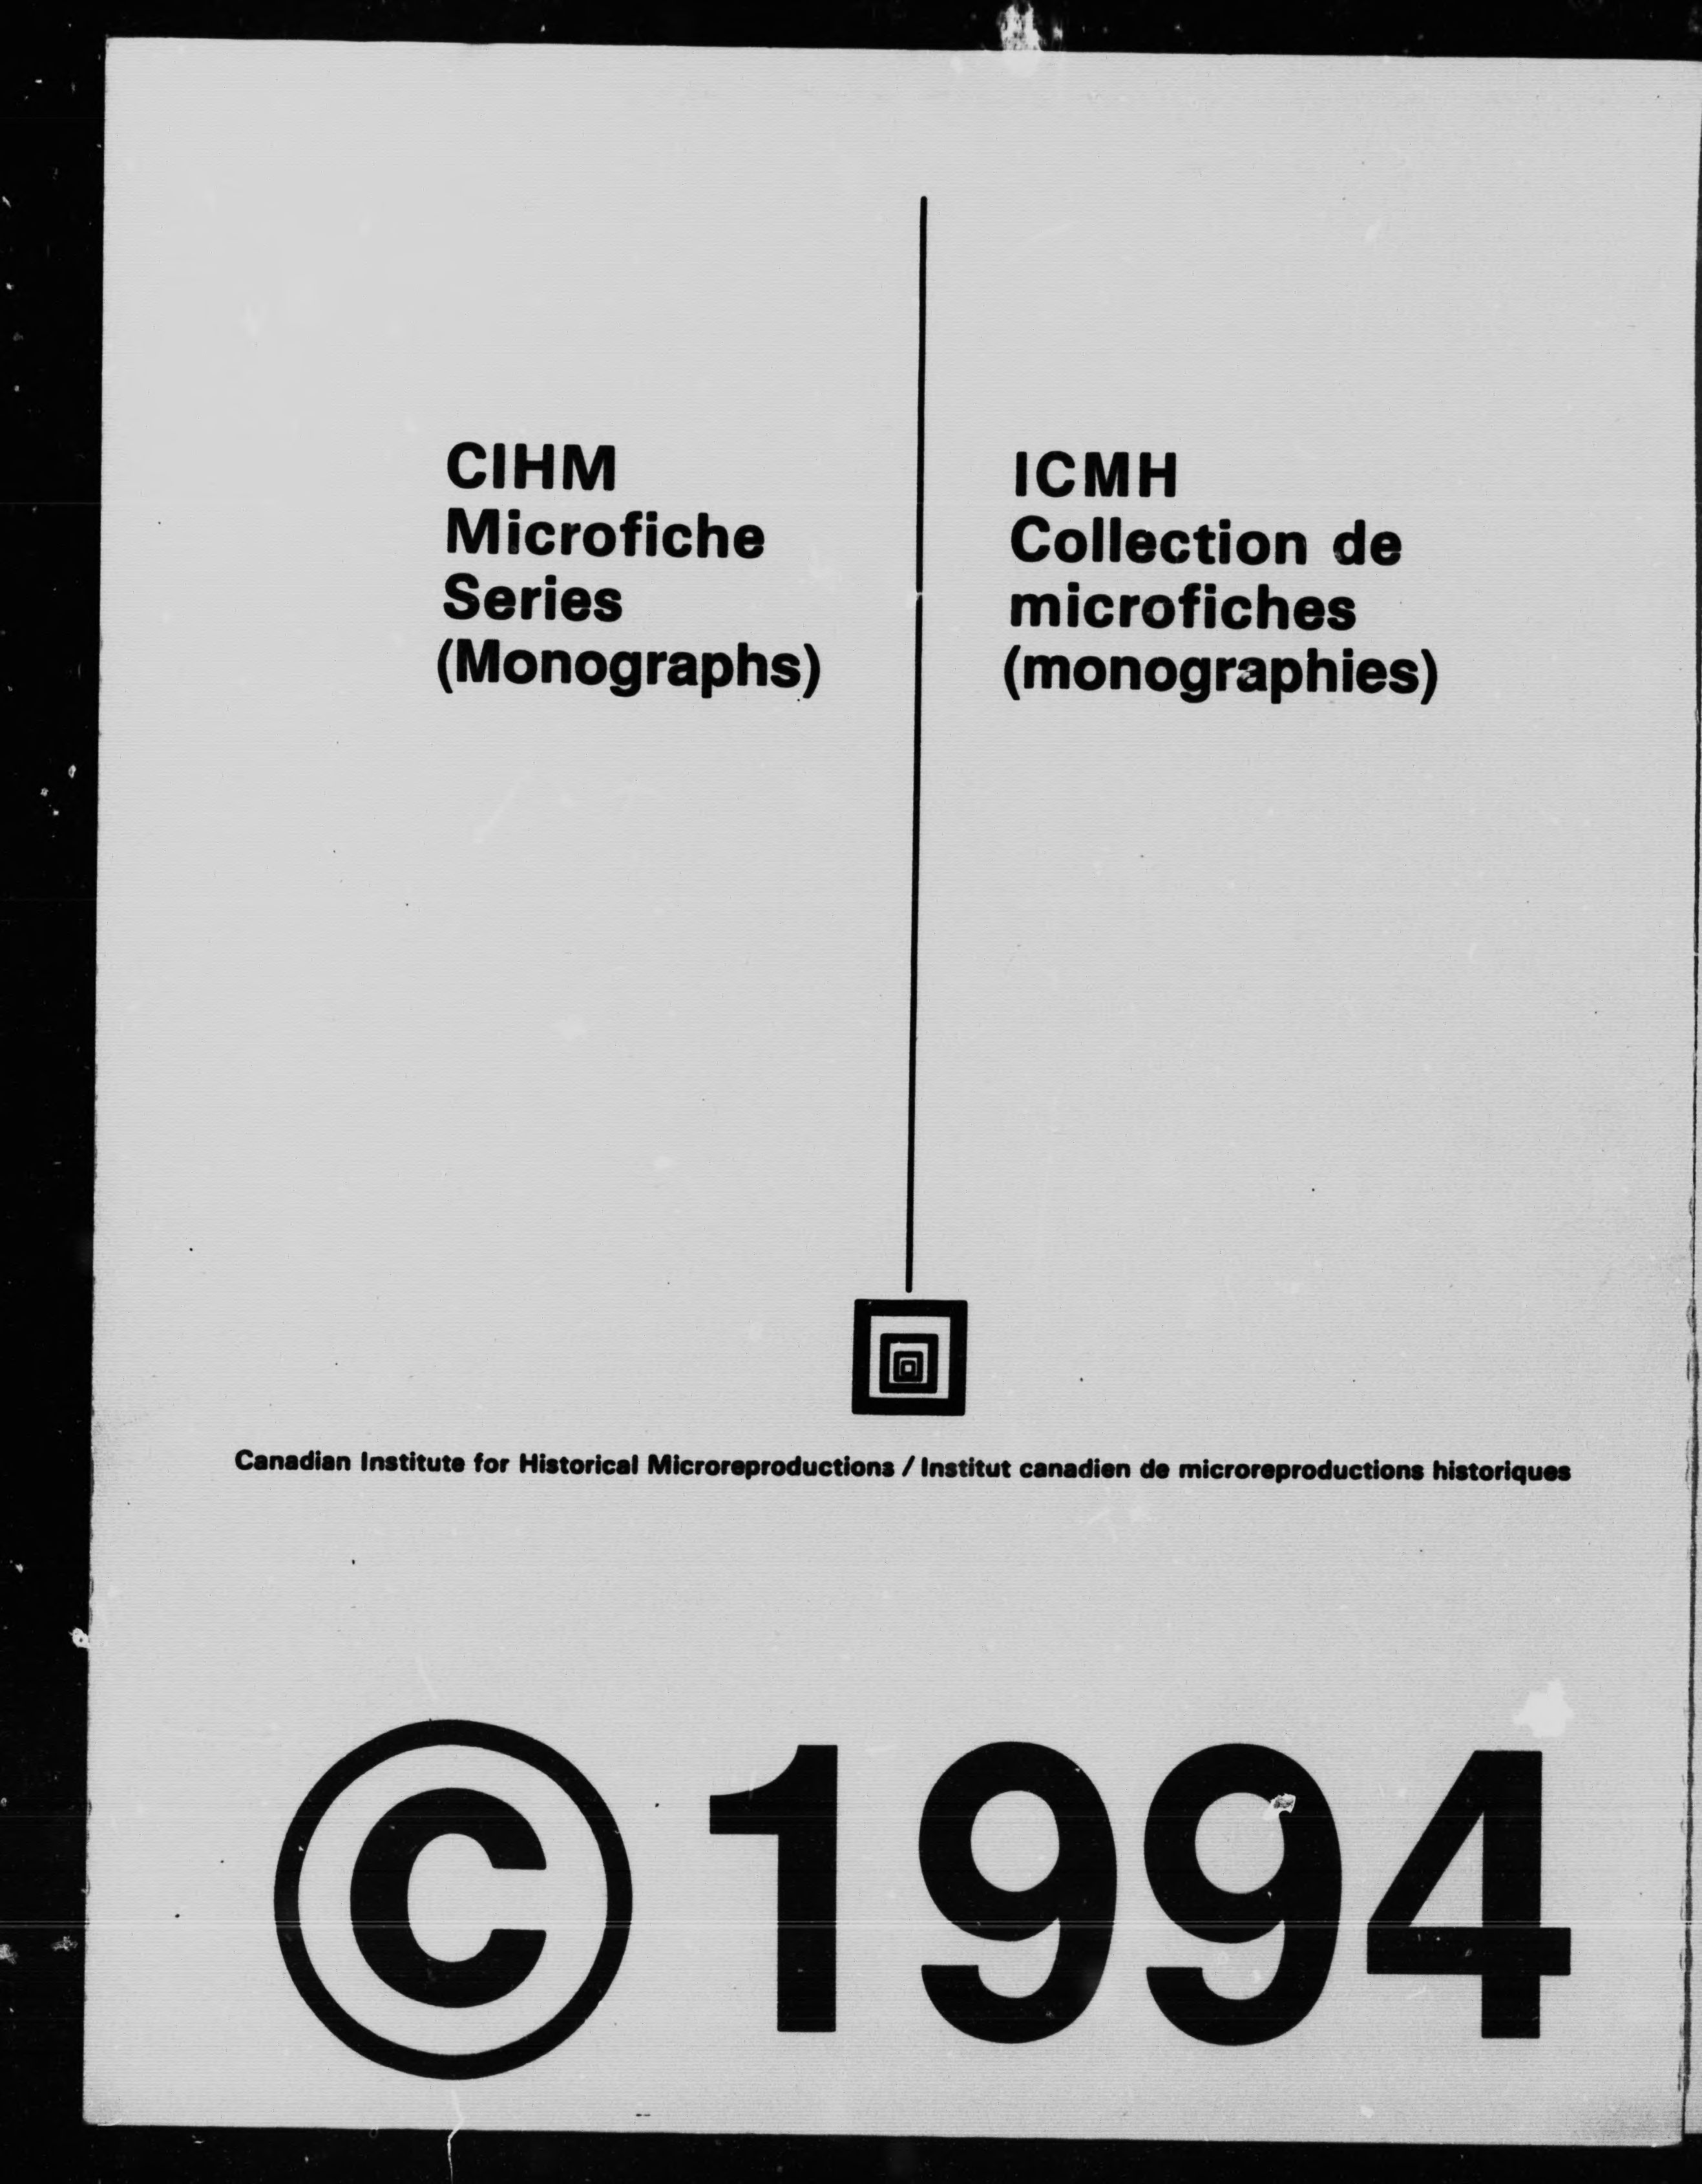 CIHM
Microfiche
Series
(Monographs)
ICMH
Collection de
microfiches
(monographies)
Canadian Institute for Historical Microreproductions / Institut canadien de microreproductions historiques
© 1994